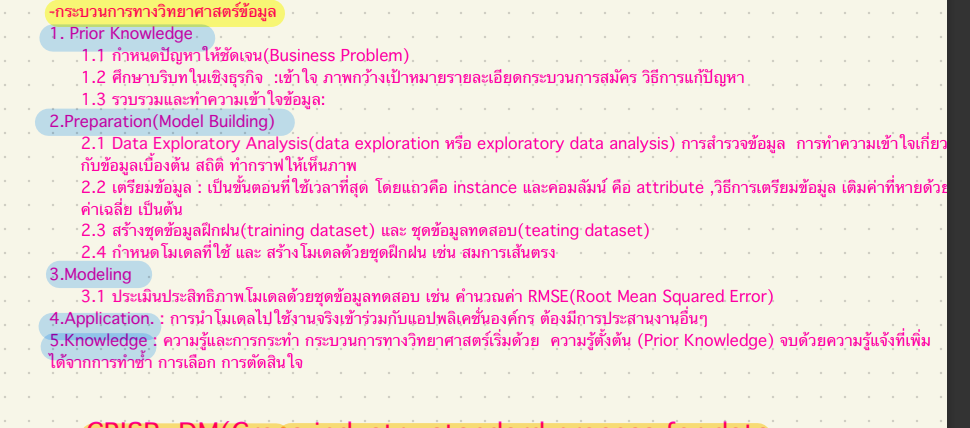 -กระบวนการทางวิทยาศาสตร์ข้อมูล
1. Prior Knowledge
1.1 กำหนดปัญหาให้ชัดเจน(Business Problem)
1.2 ศึกษาบริบทในเชิงธุรกิจ :เข้าใจ ภาพกว้างเป้าหมายรายละเอียดกระบวนการสมัคร วิธีการแก้ปัญหา
1.3 รวบรวมและทำความเข้าใจข้อมูล:
2.Preparation(Model Building)
2.1 Data Exploratory Analysis(data exploration หรือ exploratory data analysis) การสำรวจข้อมูล การทำความเข้าใจเกี่ยว
กับข้อมูลเบื้องต้น สถิติ ทำกราฟให้เห็นภาพ
2.2 เตรียมข้อมูล : เป็นขั้นตอนที่ใช้เวลาที่สุด โดยแถวคือ instance และคอมลัมน์ คือ attribute ,วิธีการเตรียมข้อมูล เติมค่าที่หายด้วย
ค่าเฉลี่ย เป็นต้น
2.3 สร้างชุดข้อมูลฝึกฝน(training dataset) และ ชุดข้อมูลทดสอบ(teating dataset)
2.4 กำหนดโมเดลที่ใช้ และ สร้างโมเดลด้วยชุดฝึกฝน เช่น สมการเส้นตรง
3.Modeling
3.1 ประเมินประสิทธิภาพโมเดลด้วยชุดข้อมูลทดสอบ เช่น คำนวณค่า RMSE(Root Mean Squared Error)
4.Application. : การนำโมเดลไปใช้งานจริงเข้าร่วมกับแอปพลิเคชั่นองค์กร ต้องมีการประสานงานอื่นๆ
5.Knowledge : ความรู้และการกระทำ กระบวนการทางวิทยาศาสตร์เริ่มด้วย ความรู้ตั้งต้น (Prior Knowledge) จบด้วยความรู้แจ้งที่เพิ่ม
ได้จากการทำซ้ำ การเลือก การตัดสินใจ